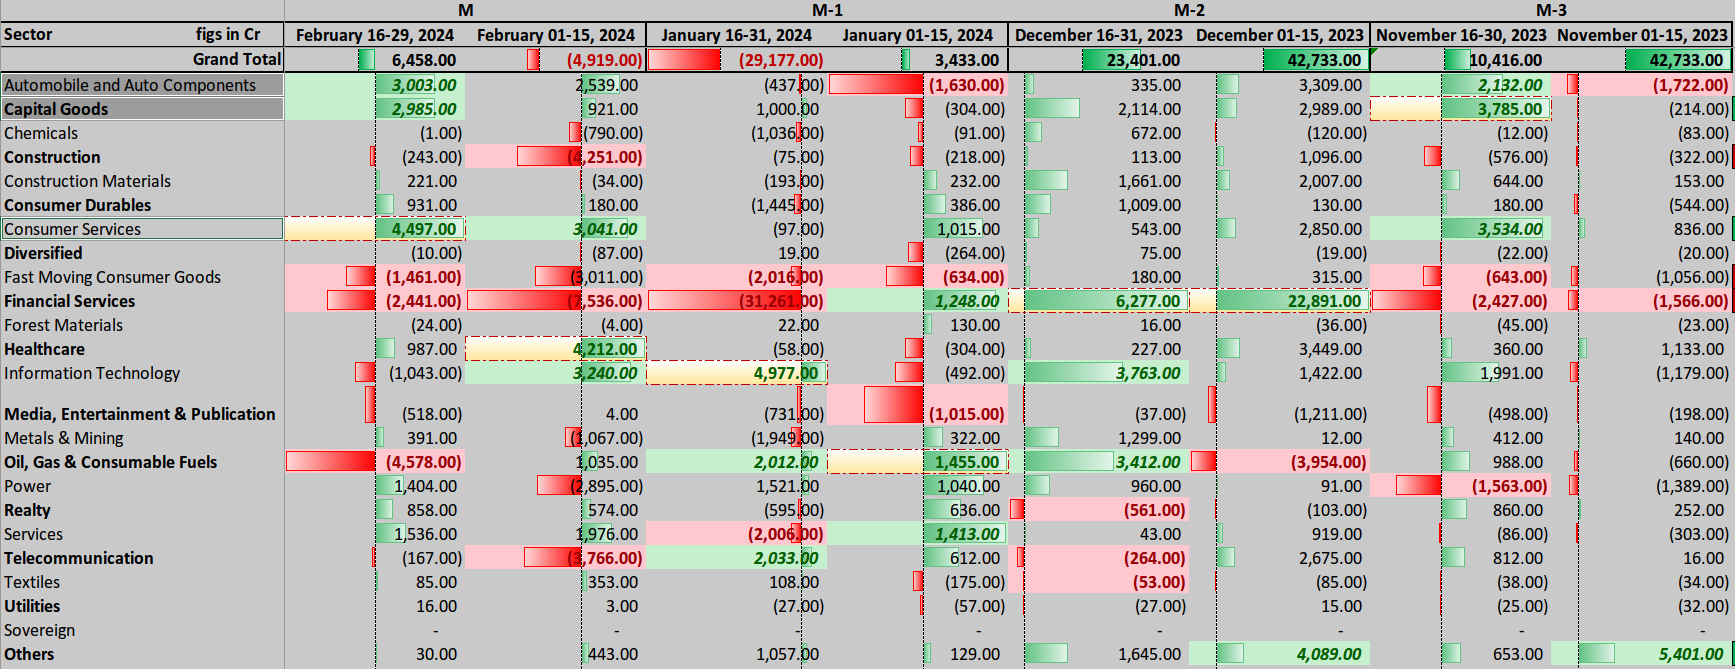 M M-1 M-2 M-3
Sector figs in Cr February 16-29, 2024 February 01-15, 2024 January 16-31, 2024 January 01-15, 2024 December 16-31, 2023 December 01-15, 2023 November 16-30, 2023 November 01-15, 2023
Grand Total 6,458.00 (4,919.00) (29,177.00) 3,433.00 23,401.00 42,733.00 10,416.00 42,733.00
Automobile and Auto Components 3,003.00 2,539.00 (437.00) (1,630.00) 335.00 3,309.00 2,132.00 (1,722.00)
Capital Goods 2,985.00 921.00 1,000.00 (304.00) 2,114.00 2,989.00 3,785.00 (214.00)
Chemicals (1.00) (790.00) (1,036.00) (91.00) 672.00 (120.00) (12.00) (83.00)
Construction (243.00) (4,251.00) (75.00) (218.00) 113.00 1,096.00 (576.00) (322.00)
Construction Materials 221.00 (34.00) (193.00) 232.00 1,661.00 2,007.00 644.00 153.00
Consumer Durables 931.00 180.00 (1,445.00) 386.00 1,009.00 130.00 180.00 (544.00)
Consumer Services 4,497.00 3,041.00 (97.00) 1,015.00 543.00 2,850.00 3,534.00 836.00
Diversified (10.00) (87.00) 19.00 (264.00) 75.00 (19.00) (22.00) (20.00)
Fast Moving Consumer Goods (1,461.00) (3,011.00) (2,016.00) (634.00) 180.00 315.00 (643.00) (1,056.00)
Financial Services (2,441.00) (7,536.00) (31,261.00) 1,248.00 6,277.00 22,891.00 (2,427.00) (1,566.00)
Forest Materials (24.00) (4.00) 22.00 130.00 16.00 (36.00) (45.00) (23.00)
Healthcare 987.00 4,212.00 (58.00) (304.00) 227.00 3,449.00 360.00 1,133.00
Information Technology (1,043.00) 3,240.00 4,977.00 (492.00) 3,763.00 1,422.00 1,991.00 (1,179.00)
Media, Entertainment & Publication (518.00) 4.00 (731.00) (1,015.00) (37.00) (1,211.00) (498.00) (198.00)
Metals & Mining 391.00 (1,067.00) (1,949.00) 322.00 1,299.00 12.00 412.00 140.00
Oil, Gas & Consumable Fuels (4,578.00) 1,035.00 2,012.00 1,455.00 3,412.00 (3,954.00) 988.00 (660.00)
Power 1,404.00 (2,895.00) 1,521.00 1,040.00 960.00 91.00 (1,563.00) (1,389.00)
Realty 858.00 574.00 (595.00) 636.00 (561.00) (103.00) 860.00 252.00
Services 1,536.00 1,976.00 (2,006.00) 1,413.00 43.00 919.00 (86.00) (303.00)
Telecommunication (167.00) (3,766.00) 2,033.00 612.00 (264.00) 2,675.00 812.00 16.00
Textiles 85.00 353.00 108.00 (175.00) (53.00) (85.00) (38.00) (34.00)
Utilities 16.00 3.00 (27.00) (57.00) (27.00) 15.00 (25.00) (32.00)
Sovereign - - - - - - - -
Others 30.00 443.00 1,057.00 129.00 1,645.00 4,089.00 653.00 5,401.00